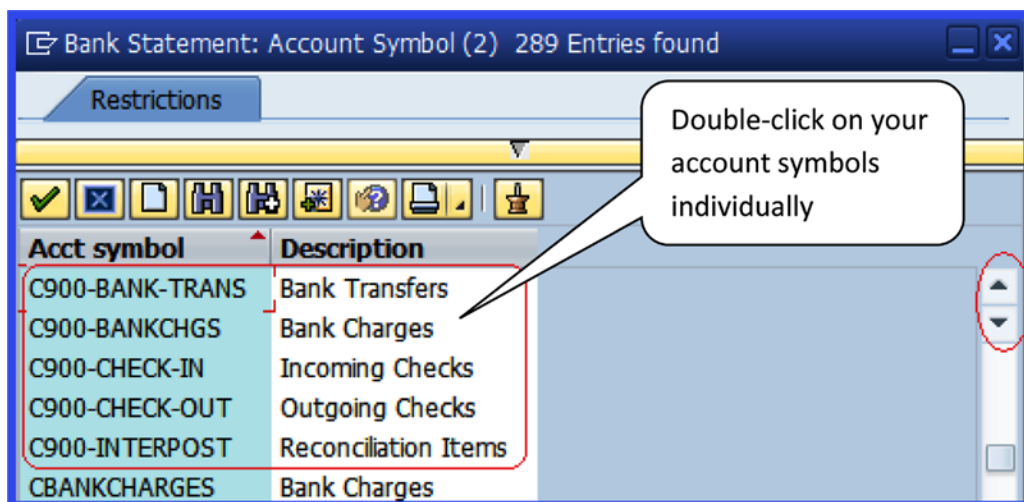 Bank Statement: Account Symbol (2) 289 Entries found
Restrictions
Double-click on your
account symbols
individually
Acct symbol Description
C900-BANK-TRANS Bank Transfers
C900-BANKCHGS Bank Charges
C900-CHECK-IN Incoming Checks
C900-CHECK-OUT Outgoing Checks
C900-INTERPOST Reconciliation Items
CBANKCHARGES Bank Charges